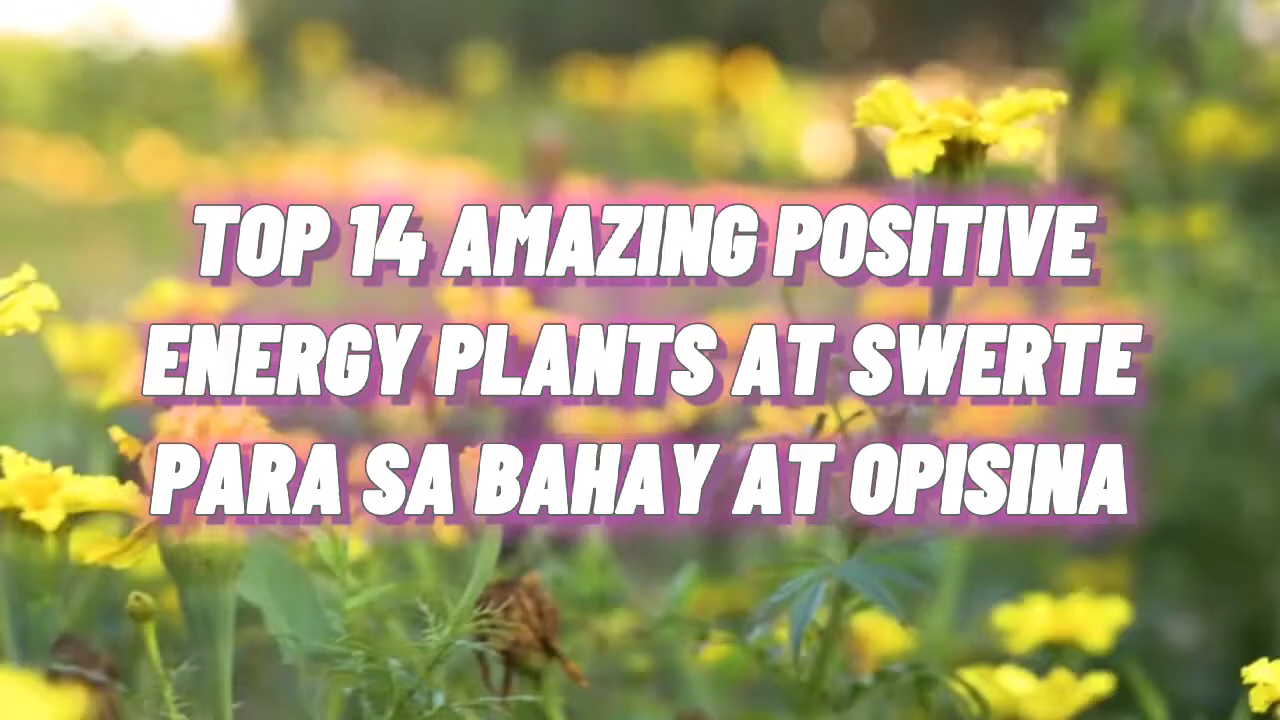 TOP 14 AMAZING POSITIVE
ENERGY PLANTS AT SWERTE
PARA SA BAHAY AT OPISINA